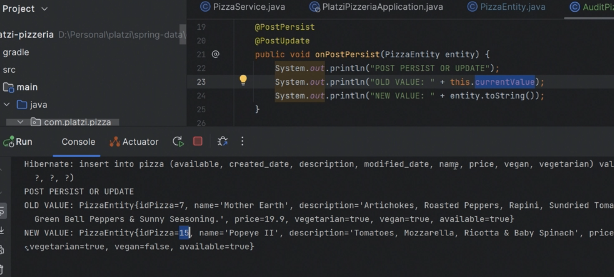 Project
PizzaService.java
PlatziPizzeriaApplication.java
PizzaEntity.java
atzi-pizzeria D:\Personal\platzi\spring-data\
gradle
src
main
java
com.platzi.pizza
19 @PostPersist
20 @PostUpdate
21 public void onPostPersist(PizzaEntity entity) {
22 System.out.println("POST PERSIST OR UPDATE");
23 System.out.println("OLD VALUE: " + this.currentValue);
24 System.out.println("NEW VALUE: " + entity.toString());
25 }
26
Run Console Actuator
Hibernate: insert into pizza (available, created_date, description, modified_date, name, price, vegan, vegetarian)
?, ?, ?)
POST PERSIST OR UPDATE
OLD VALUE: PizzaEntity{idPizza=7, name='Mother Earth', description='Artichokes, Roasted Peppers, Rapini, Sundried
Green Bell Peppers & Sunny Seasoning.', price=19.9, vegetarian=true, vegan=true, available=true}
NEW VALUE: PizzaEntity{idPizza=15, name='Popeye II', description='Tomatoes, Mozzarella, Ricotta & Baby Spinach',
vegetarian=true, vegan=false, available=true}